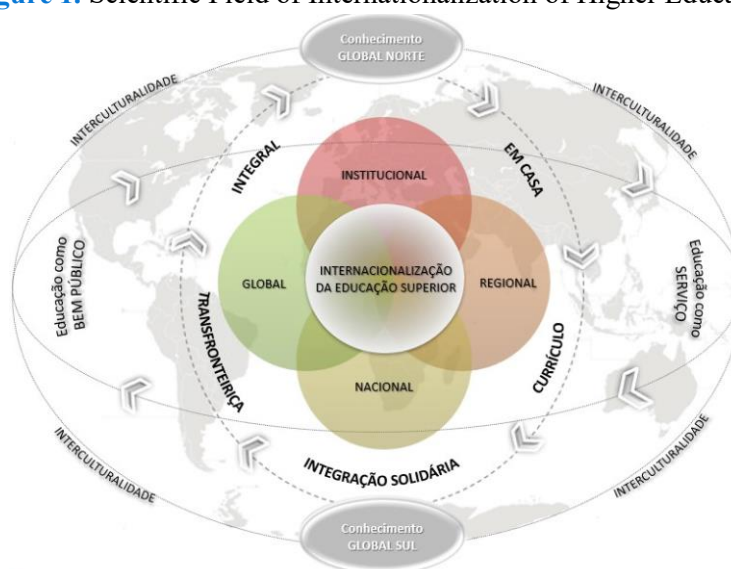 Figure 1. Scientific Field of Internationalization of Higher Educa
Conhecimento
GLOBAL NORTE
INTERCULTURALIDADE
INTERCULTURALIDADE
INTEGRAL
EM CASA
INSTITUCIONAL
Educação como
BEM PÚBLICO
GLOBAL
INTERNACIONALIZAÇÃO
DA EDUCAÇÃO SUPERIOR
REGIONAL
Educação como
SERVIÇO
TRANSFRONTEIRIÇA
CURRÍCULO
NACIONAL
INTERCULTURALIDADE
INTEGRAÇÃO SOLIDÁRIA
INTERCULTURALIDADE
Conhecimento
GLOBAL SUL